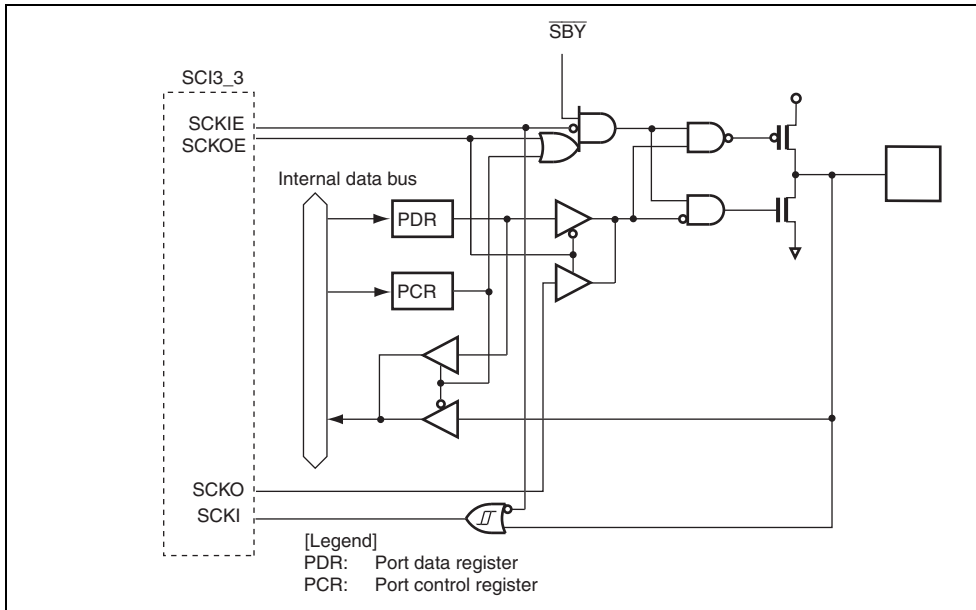 SBY
SCI3_3
SCKIE
SCKOE
Internal data bus
PDR
PCR
SCKO
SCKI
[Legend]
PDR: Port data register
PCR: Port control register